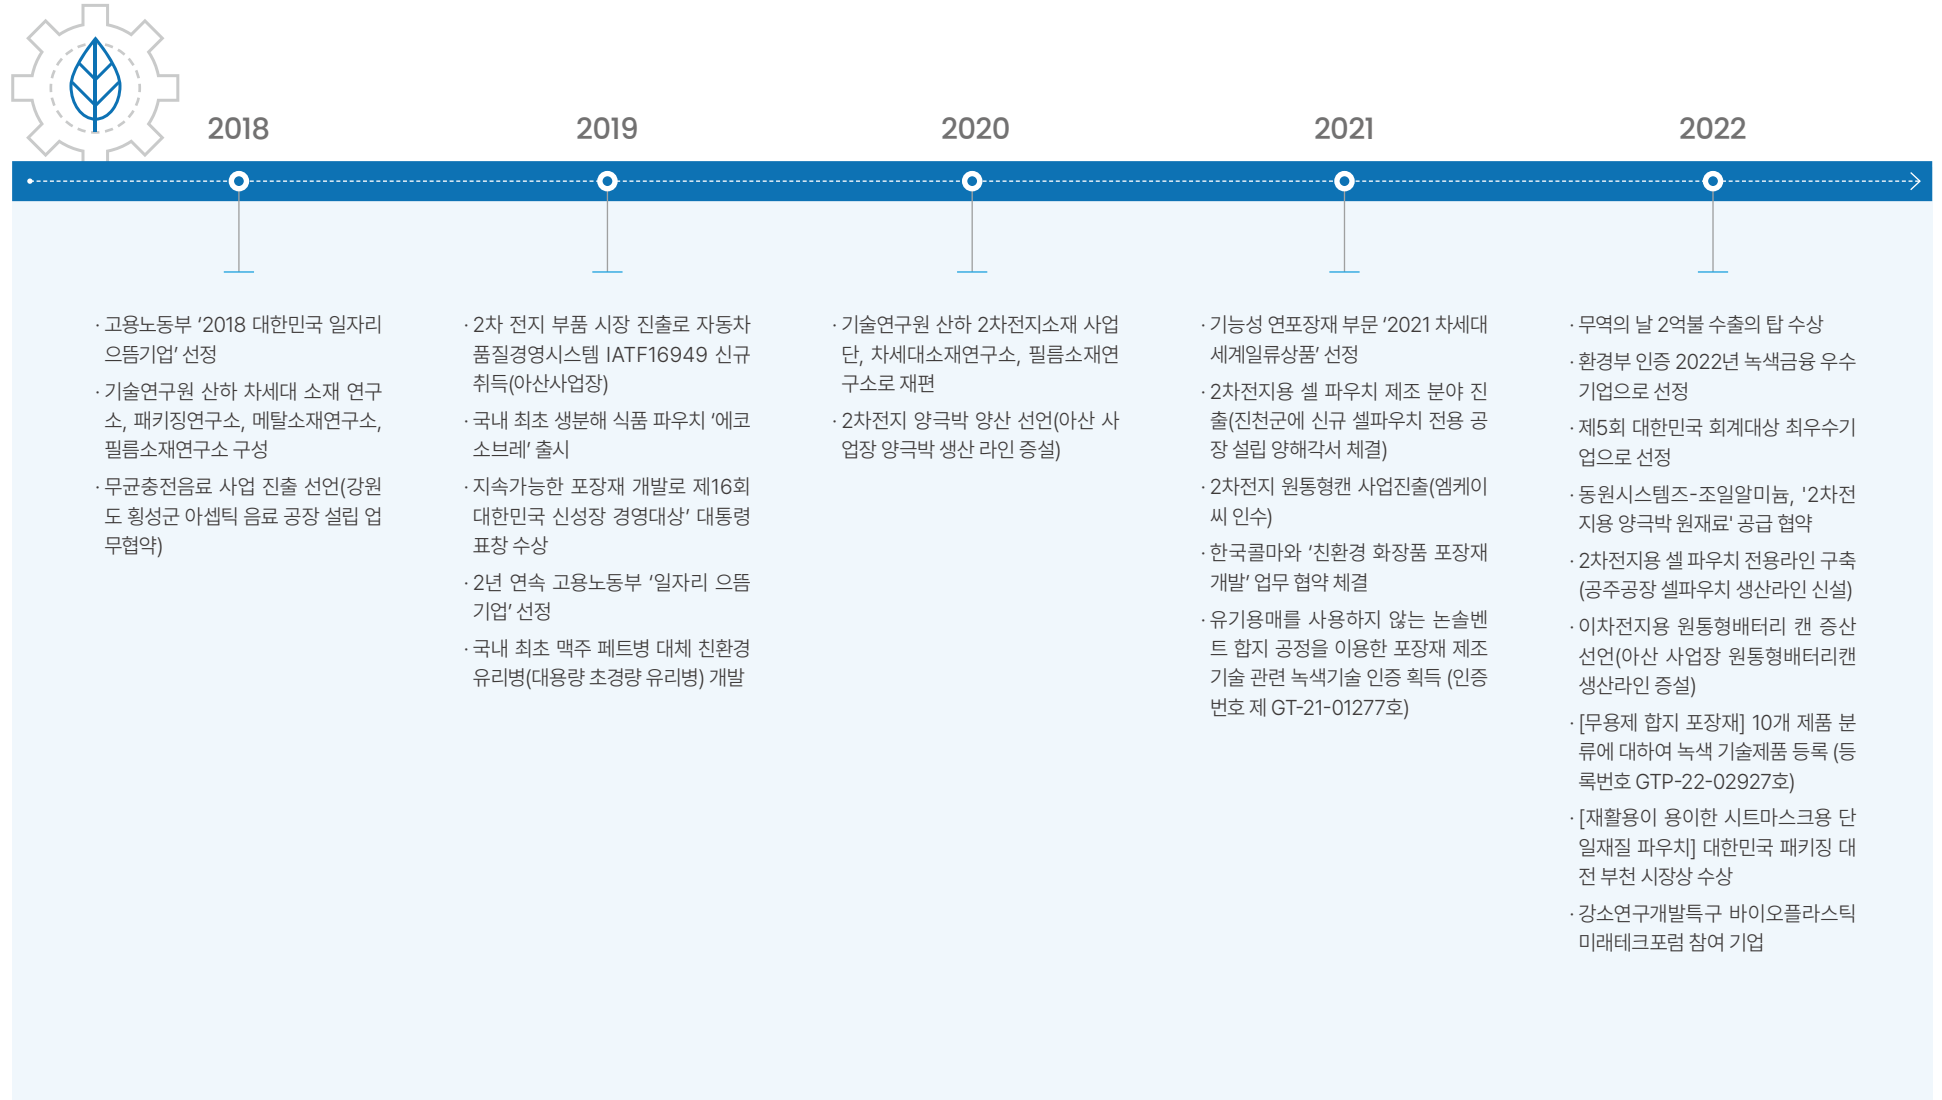 2018
2019
2020
2021
2022
· 고용노동부 ‘2018 대한민국 일자리
으뜸기업’ 선정
· 기술연구원 산하 차세대 소재 연구
소, 패키징연구소, 메탈소재연구소,
필름소재연구소 구성
· 무균충전음료 사업 진출 선언(강원
도 횡성군 아셉틱 음료 공장 설립 업
무협약)
· 2차 전지 부품 시장 진출로 자동차
품질경영시스템 IATF16949 신규
취득(아산사업장)
· 국내 최초 생분해 식품 파우치 ‘에코
소브레’ 출시
· 지속가능한 포장재 개발로 제16회
대한민국 신성장 경영대상’ 대통령
표창 수상
· 2년 연속 고용노동부 ‘일자리 으뜸
기업’ 선정
· 국내 최초 맥주 페트병 대체 친환경
유리병(대용량 초경량 유리병) 개발
· 기술연구원 산하 2차전지소재 사업
단, 차세대소재연구소, 필름소재연
구소로 재편
· 2차전지 양극박 양산 선언(아산 사
업장 양극박 생산 라인 증설)
· 기능성 연포장재 부문 ‘2021 차세대
세계일류상품’ 선정
· 2차전지용 셀 파우치 제조 분야 진
출(진천군에 신규 셀파우치 전용 공
장 설립 양해각서 체결)
· 2차전지 원통형캔 사업진출(엠케이
씨 인수)
· 한국콜마와 ‘친환경 화장품 포장재
개발’ 업무 협약 체결
· 유기용매를 사용하지 않는 논솔벤
트 합지 공정을 이용한 포장재 제조
기술 관련 녹색기술 인증 획득 (인증
번호 제 GT-21-01277호)
· 무역의 날 2억불 수출의 탑 수상
· 환경부 인증 2022년 녹색금융 우수
기업으로 선정
· 제5회 대한민국 회계대상 최우수기
업으로 선정
· 동원시스템즈-조일알미늄, '2차전
지용 양극박 원재료' 공급 협약
· 2차전지용 셀 파우치 전용라인 구축
(공주공장 셀파우치 생산라인 신설)
· 이차전지용 원통형배터리 캔 증산
선언(아산 사업장 원통형배터리캔
생산라인 증설)
· [무용제 합지 포장재] 10개 제품 분
류에 대하여 녹색 기술제품 등록 (등
록번호 GTP-22-02927호)
· [재활용이 용이한 시트마스크용 단
일재질 파우치] 대한민국 패키징 대
전 부천 시장상 수상
· 강소연구개발특구 바이오플라스틱
미래테크포럼 참여 기업